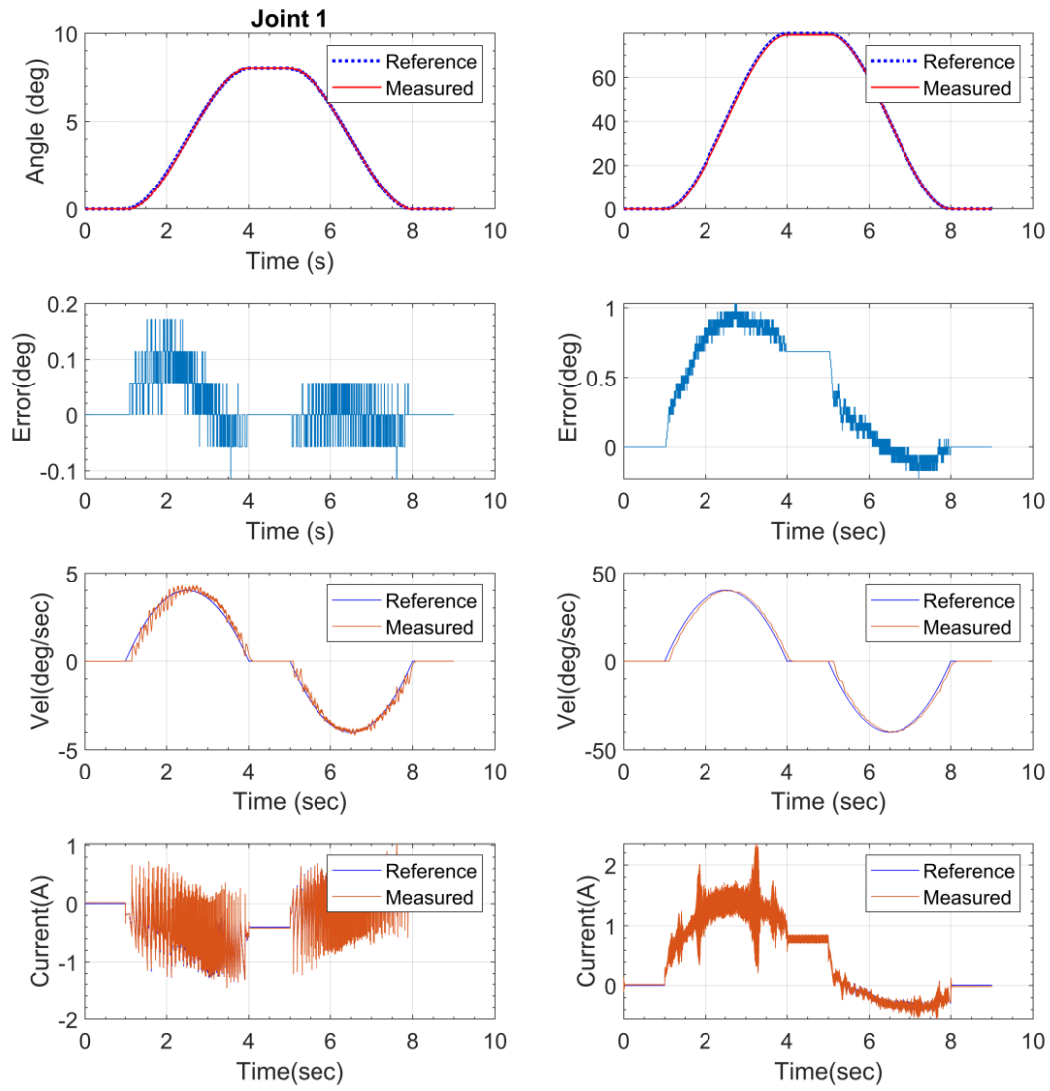 Joint 1
10
5
0
Angle (deg)
Reference
Measured
0 2 4 6 8 10
Time (s)
80
60
40
20
0
Reference
Measured
0 2 4 6 8 10
0.2
0.1
0
-0.1
Error(deg)
0 2 4 6 8 10
Time (s)
1
0.5
0
Error(deg)
0 2 4 6 8 10
Time (sec)
5
0
-5
Vel(deg/sec)
Reference
Measured
0 2 4 6 8 10
Time (sec)
50
0
-50
Vel(deg/sec)
Reference
Measured
0 2 4 6 8 10
Time (sec)
1
0
-1
-2
Current(A)
Reference
Measured
0 2 4 6 8 10
Time(sec)
2
1
0
Current(A)
Reference
Measured
0 2 4 6 8 10
Time(sec)